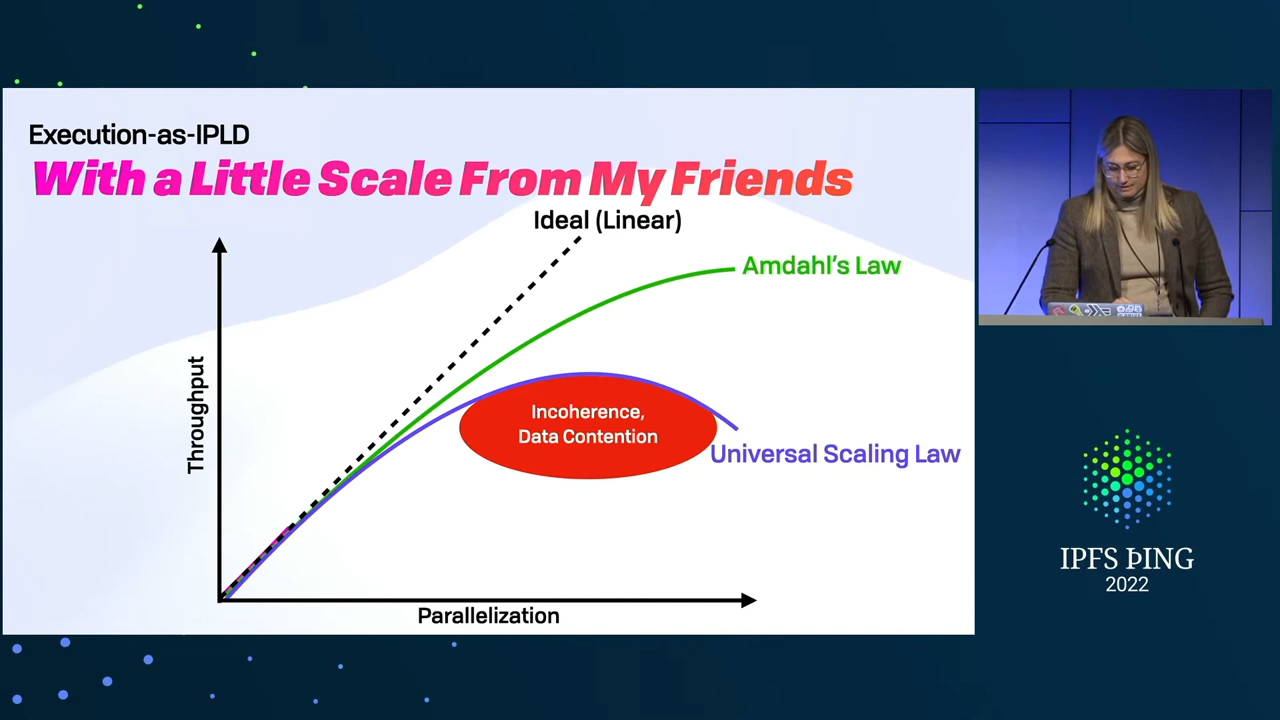 Execution-as-IPLD
With a Little Scale From My Friends
Ideal (Linear)
Amdahl's Law
Throughput
Incoherence,
Data Contention
Universal Scaling Law
Parallelization
IPFS ÞING
2022